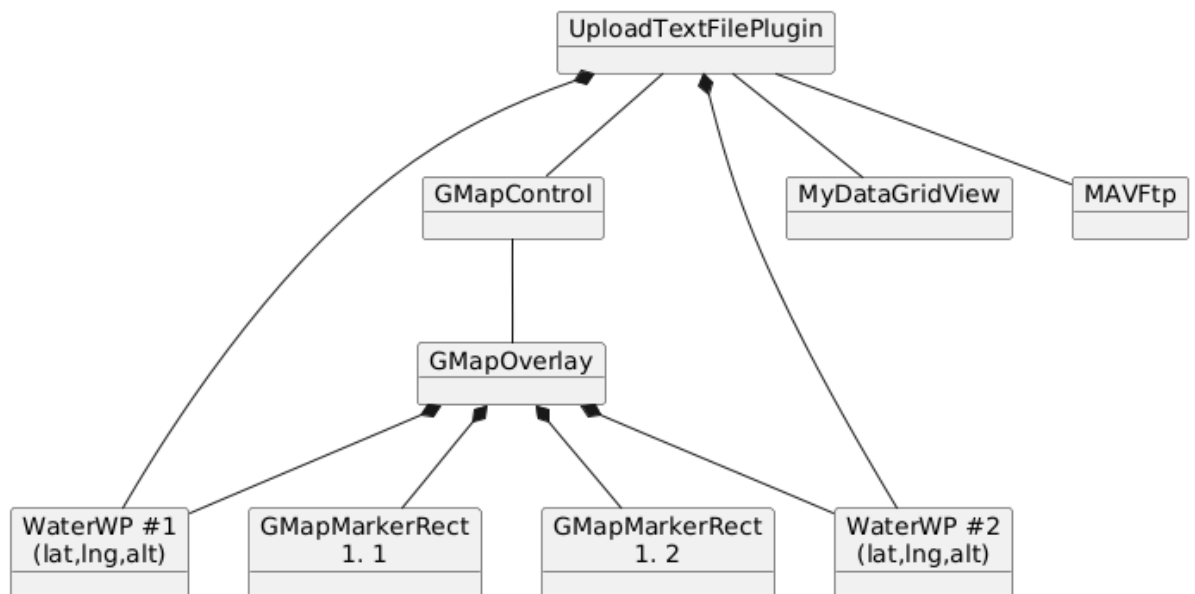 UploadTextFilePlugin
GMapControl
MyDataGridView
MAVFtp
GMapOverlay
WaterWP #1
(lat,lng,alt)
GMapMarkerRect
1. 1
GMapMarkerRect
1. 2
WaterWP #2
(lat,lng,alt)